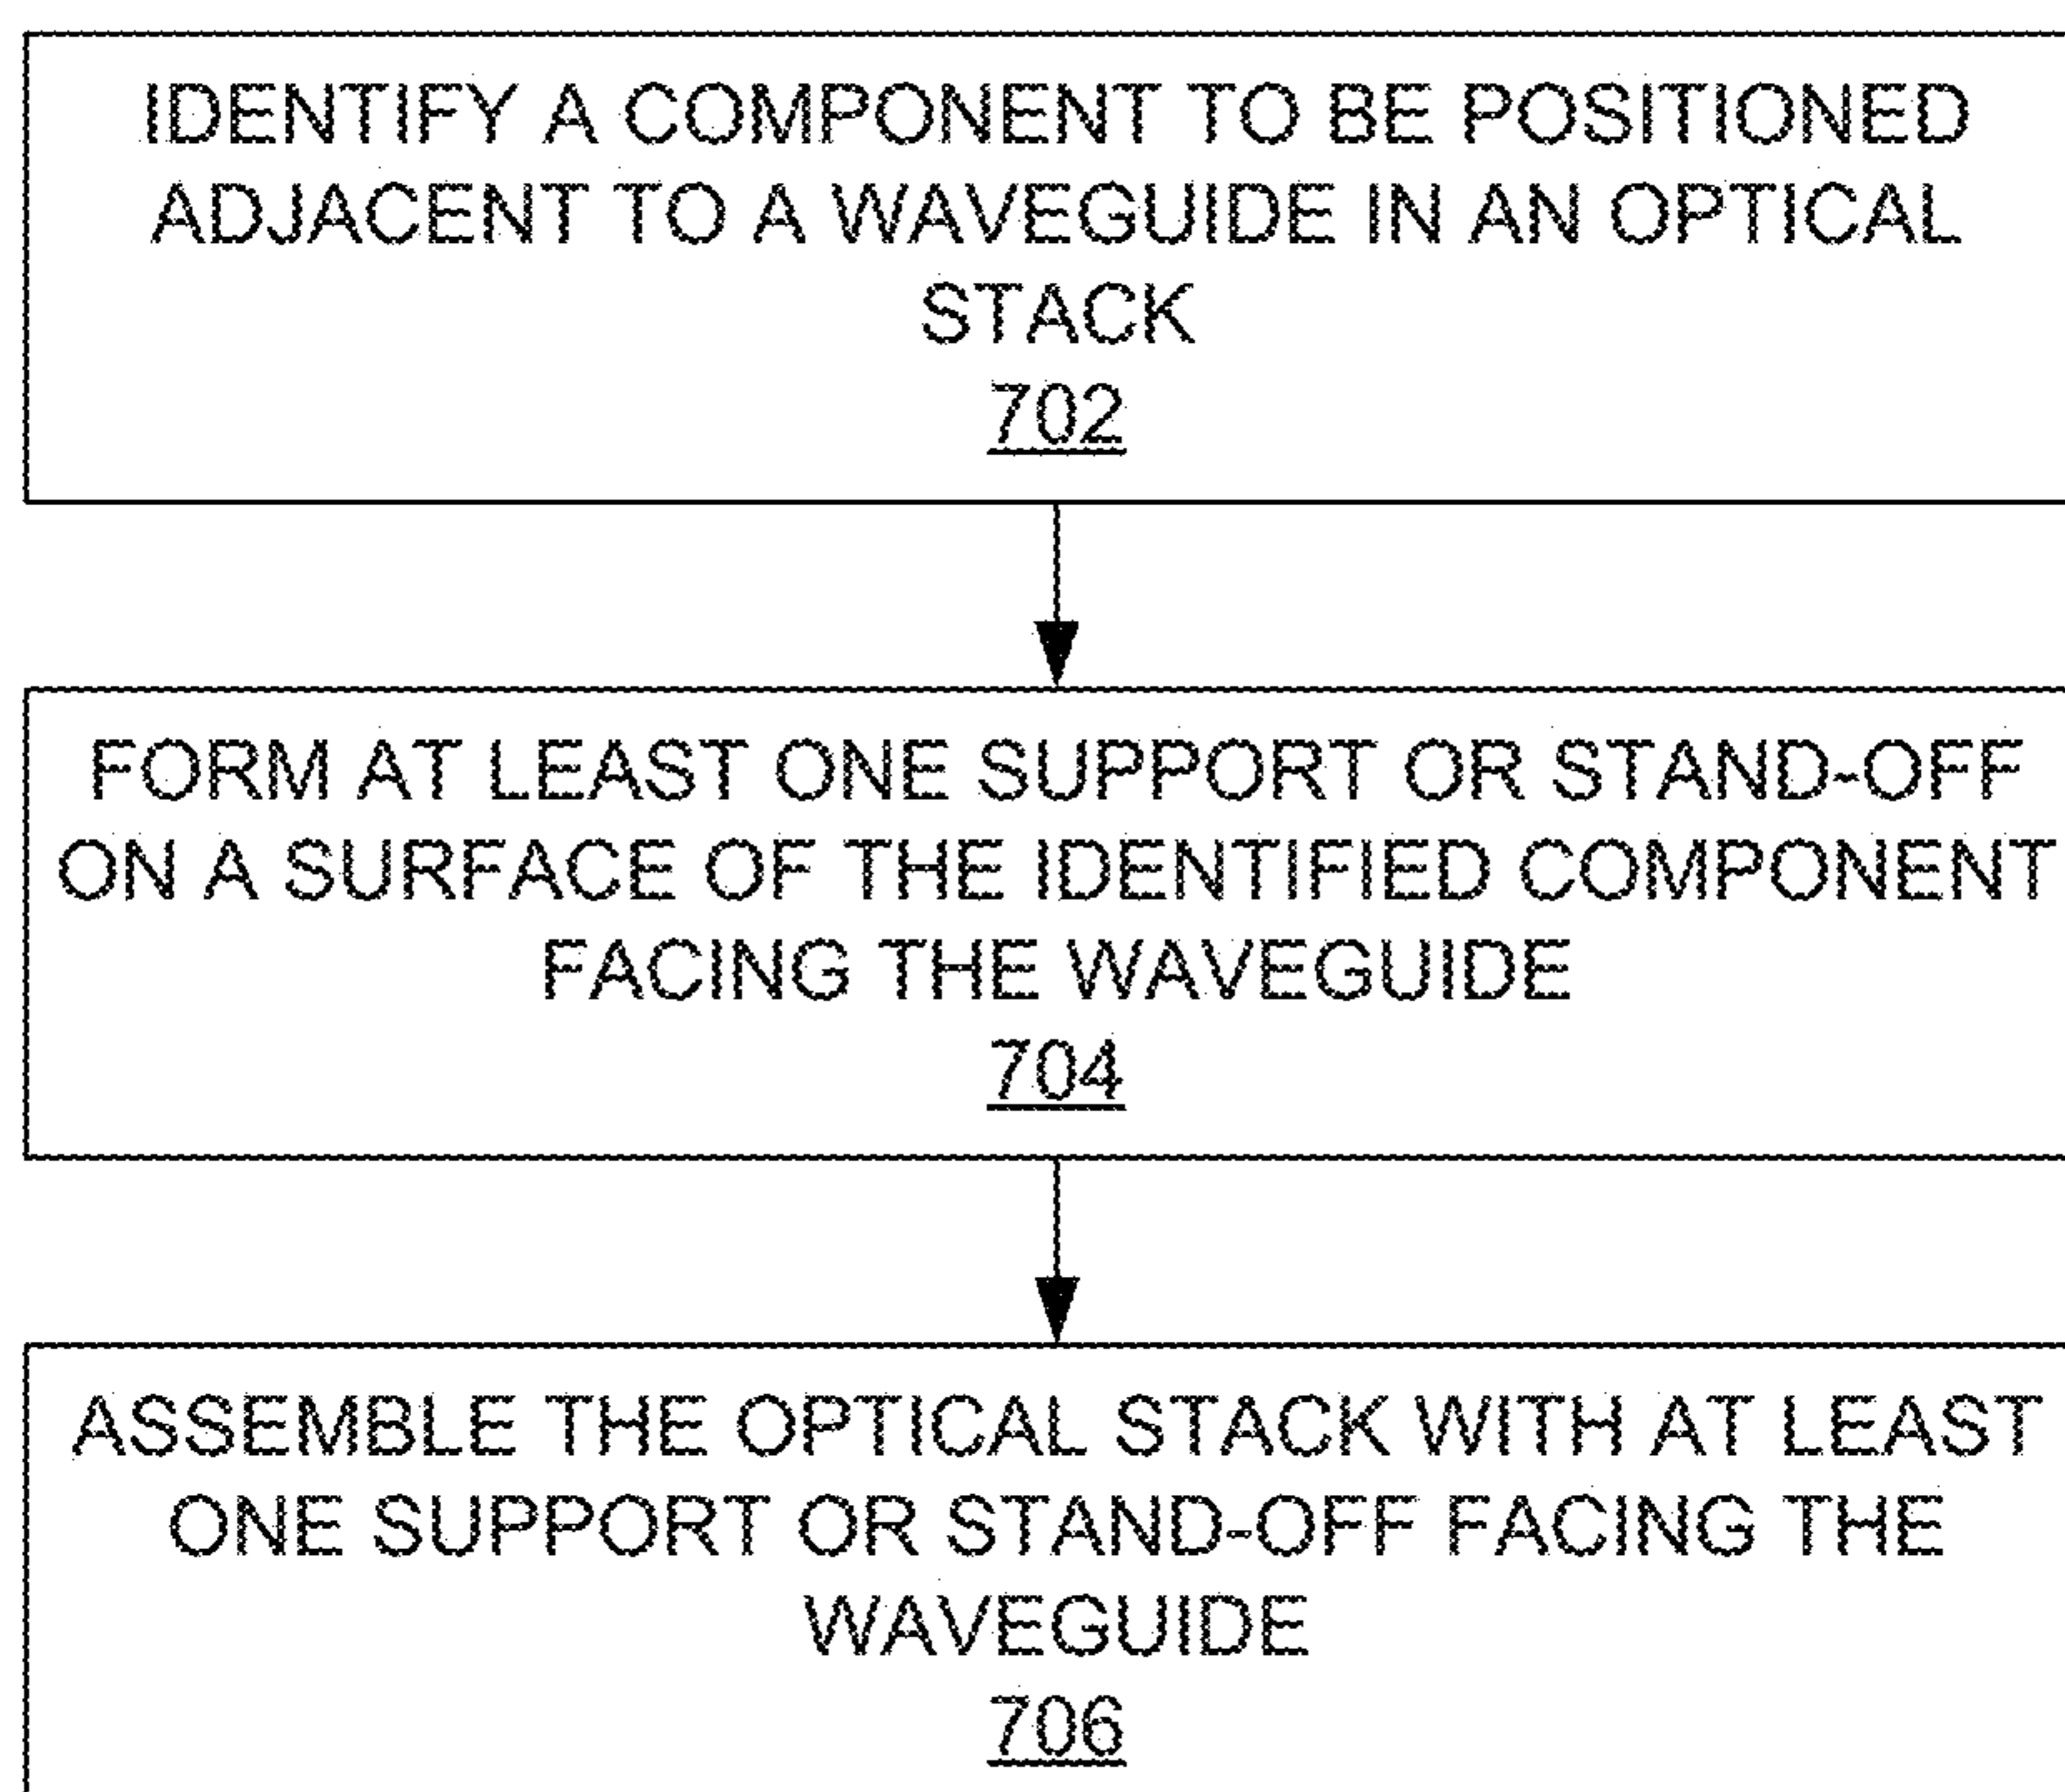 IDENTIFY A COMPONENT TO BE POSITIONED
ADJACENT TO A WAVEGUIDE IN AN OPTICAL
STACK
702
FORM AT LEAST ONE SUPPORT OR STAND-OFF
ON A SURFACE OF THE IDENTIFIED COMPONENT
FACING THE WAVEGUIDE
704
ASSEMBLE THE OPTICAL STACK WITH AT LEAST
ONE SUPPORT OR STAND-OFF FACING THE
WAVEGUIDE
706